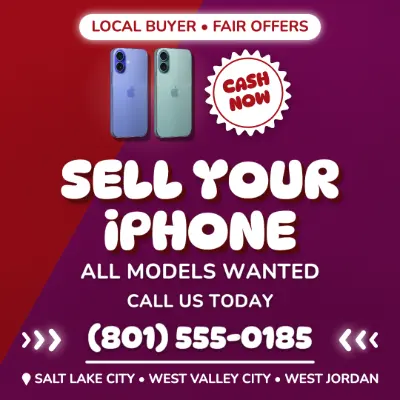 LOCAL BUYER • FAIR OFFERS
CASH
NOW
SELL YOUR
iPHONE
ALL MODELS WANTED
CALL US TODAY
››› (801) 555-0185 ‹‹‹
SALT LAKE CITY • WEST VALLEY CITY • WEST JORDAN